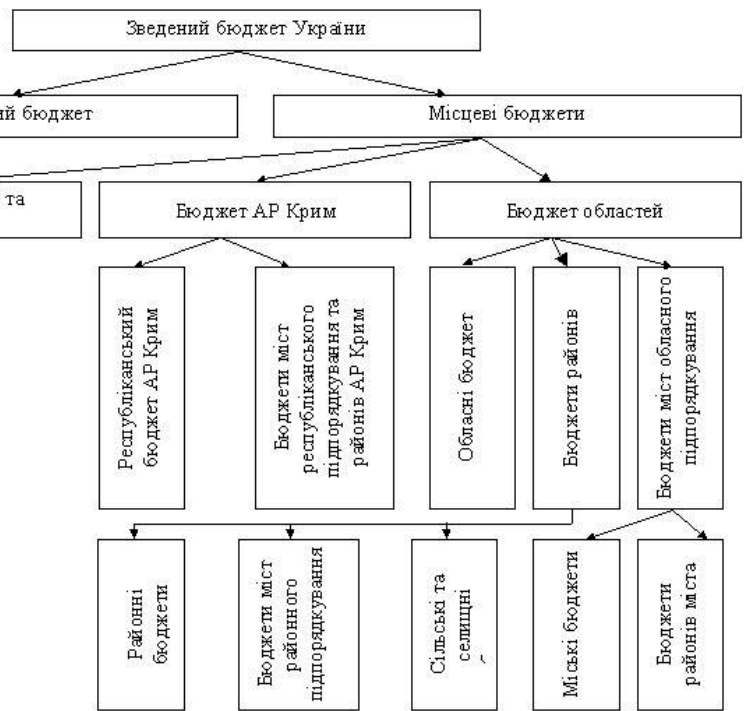 Зведений бюджет України
ий бюджет
Місцеві бюджети
та
Бюджет АР Крим
Бюджет областей
Республіканський
бюджет АР Крим
Бюджети міст
республіканського
підпорядкування та
районів АР Крим
Обласні бюджет
Бюджети районів
Бюджети міст обласного
підпорядкування
Районні
бюджети
Бюджети міст
районного
підпорядкування
Сільські та
селищні
Міські бюджети
Бюджети
районів міста